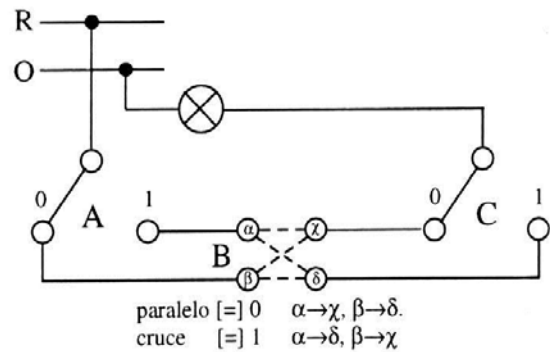 R
O
0
A
1
B
α
χ
β
δ
0
C
1
paralelo [=] 0 α→χ, β→δ.
cruce [=] 1 α→δ, β→χ